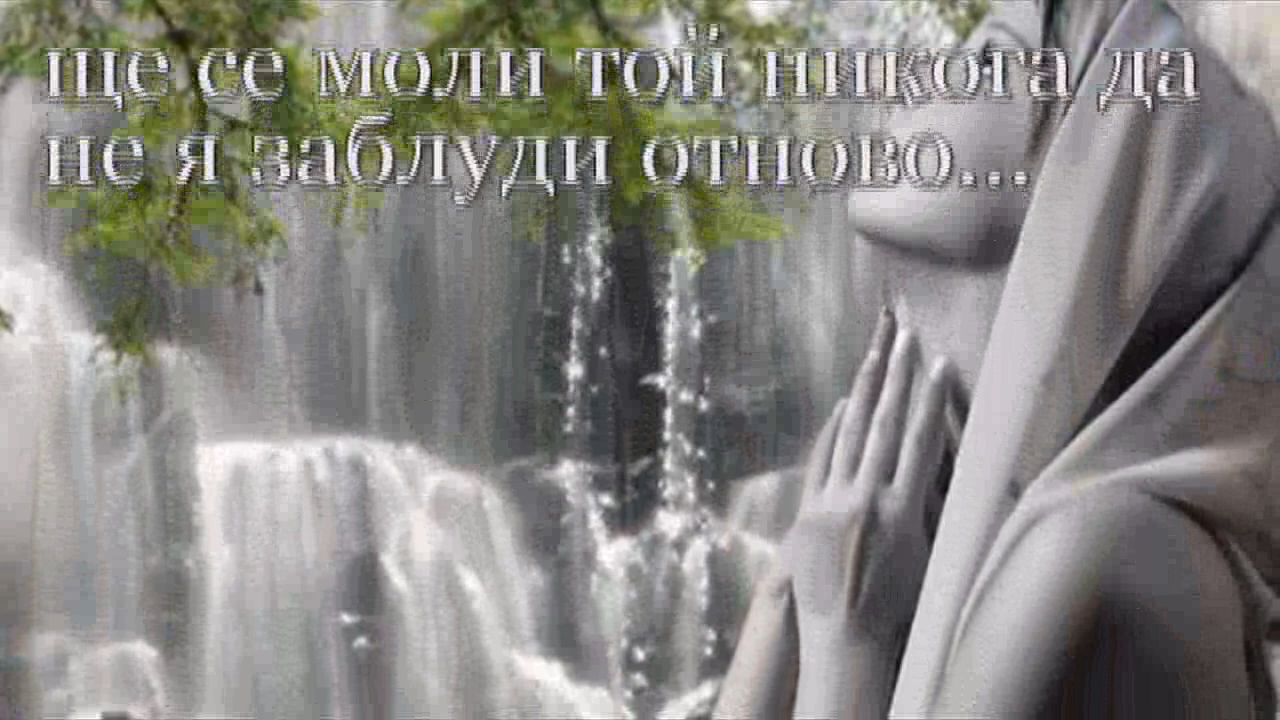 ще се моли той никога да
не я заблуди отново...